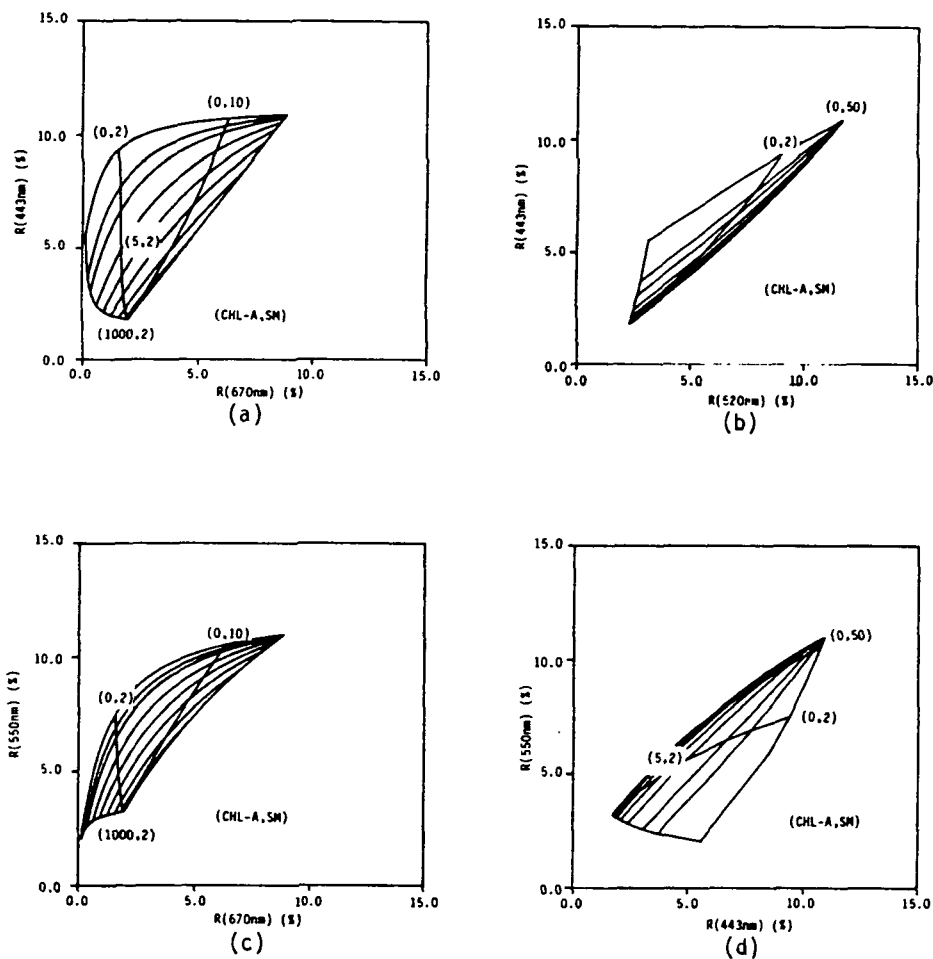 15.0
(0,10)
(0,2)
10.0
R(443nm) (%)
5.0
(5,2)
(CHL-A,SM)
(1000,2)
0.0
0.0
5.0
10.0
15.0
R(670nm) (%)
(a)
15.0
(0,50)
(0,2)
10.0
R(443nm) (%)
5.0
(CHL-A,SM)
0.0
0.0
5.0
10.0
15.0
R(520nm) (%)
(b)
15.0
(0,10)
10.0
(0,2)
R(550nm) (%)
5.0
(CHL-A,SM)
(1000,2)
0.0
0.0
5.0
10.0
15.0
R(670nm) (%)
(c)
15.0
(0,50)
10.0
(0,2)
R(550nm) (%)
(5,2)
5.0
(CHL-A,SM)
0.0
0.0
5.0
10.0
15.0
R(443nm) (%)
(d)